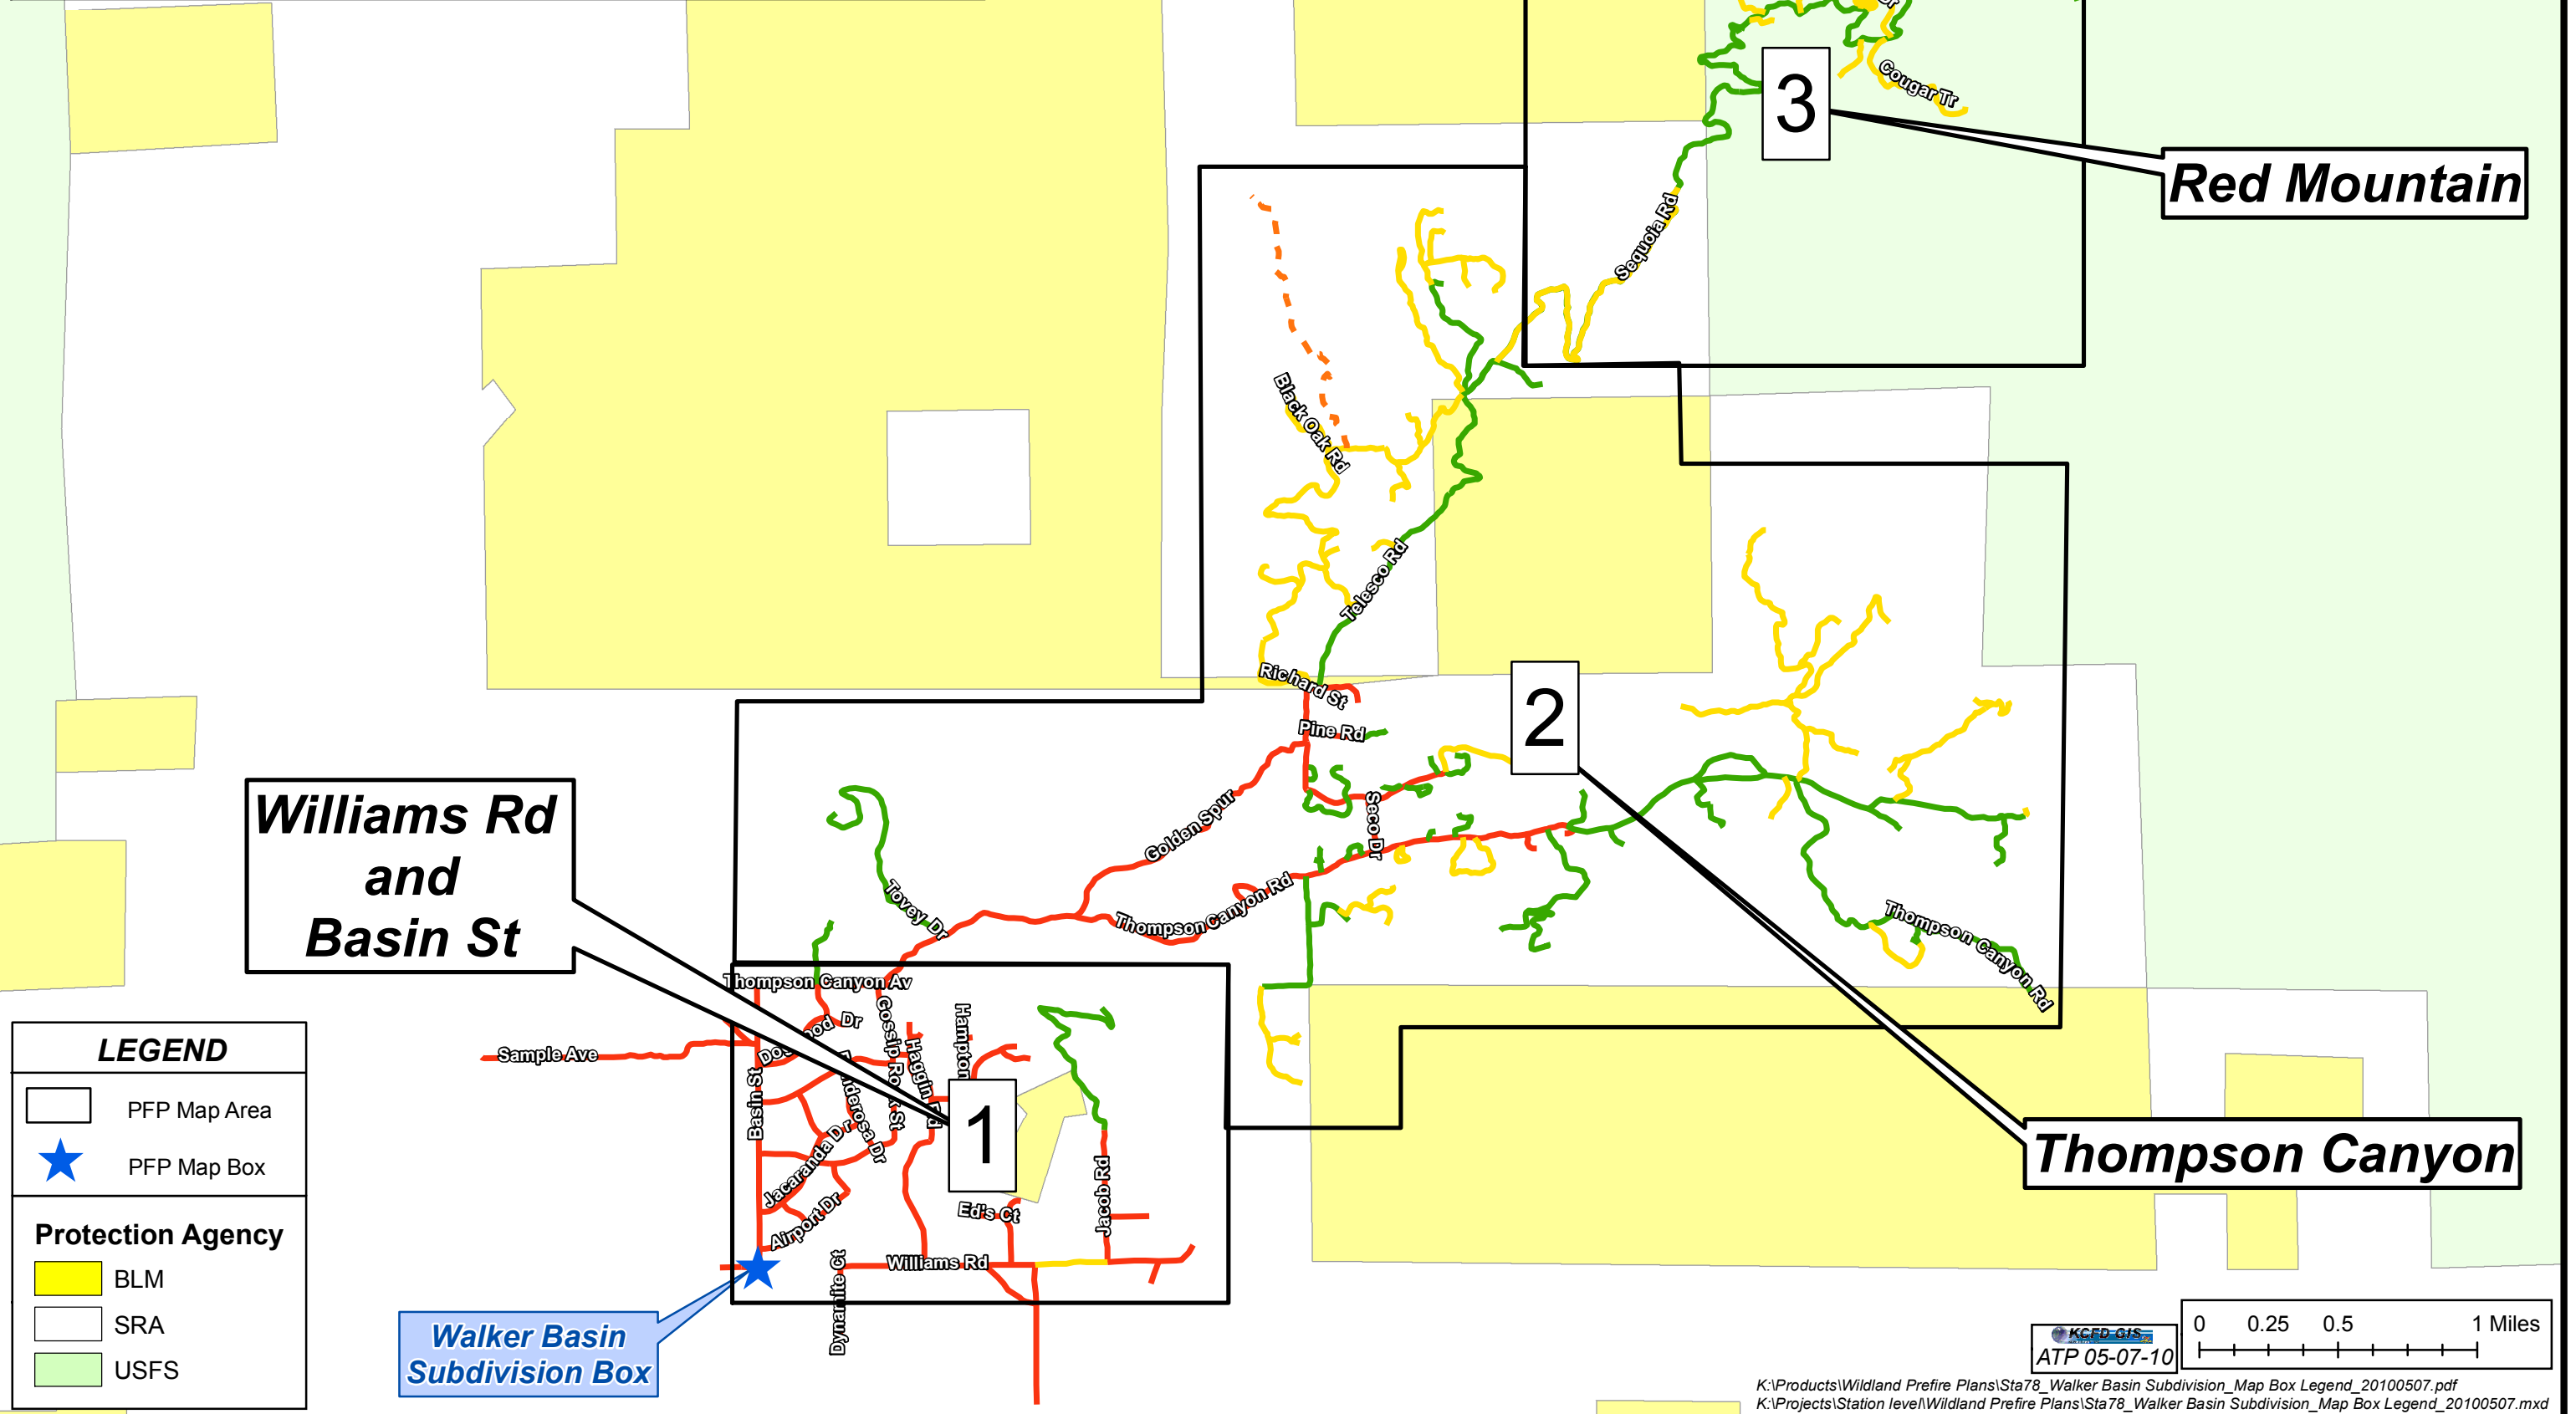 Cougar Tr
3
Red Mountain
Sequoia Rd
Black Oak Rd
Telesco Rd
Richard St
Pine Rd
2
Golden Spur
Seco Dr
Thompson Canyon Rd
Tovey Dr
Thompson Canyon Rd
Williams Rd
and
Basin St
Thompson Canyon Av
Gossip Rock St
Hampton
Haggin Rd
Sample Ave
Basin St
Jacaranda Dr
Airport Dr
1
Ed's Ct
Jacob Rd
Williams Rd
Dynamite Ct
Thompson Canyon
Walker Basin
Subdivision Box
LEGEND
PFP Map Area
PFP Map Box
Protection Agency
BLM
SRA
USFS
KCFD GIS
ATP 05-07-10
0 0.25 0.5 1 Miles
K:\Products\Wildland Prefire Plans\Sta78_Walker Basin Subdivision_Map Box Legend_20100507.pdf
K:\Projects\Station level\Wildland Prefire Plans\Sta78_Walker Basin Subdivision_Map Box Legend_20100507.mxd